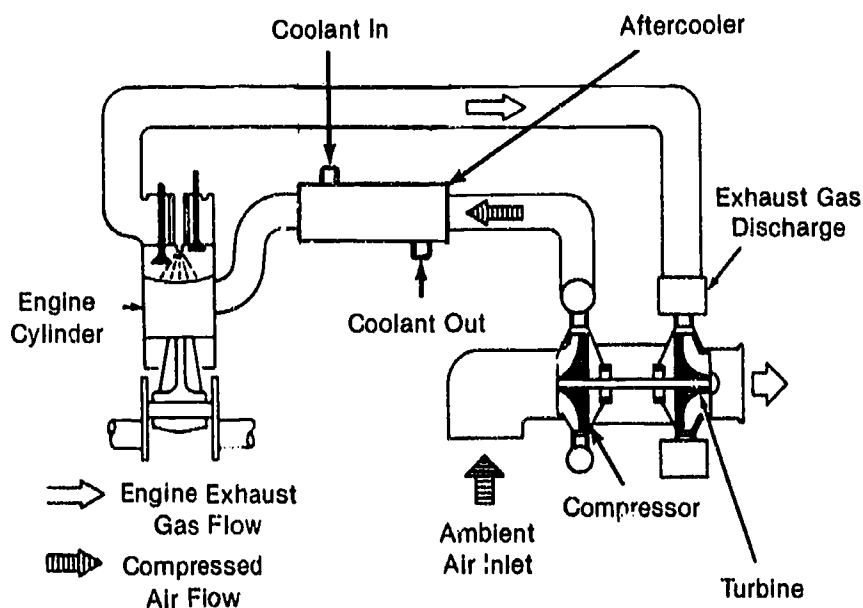 Coolant In
Aftercooler
Exhaust Gas
Discharge
Engine
Cylinder
Coolant Out
Engine Exhaust
Gas Flow
Compressor
Ambient
Air Inlet
Compressed
Air Flow
Turbine